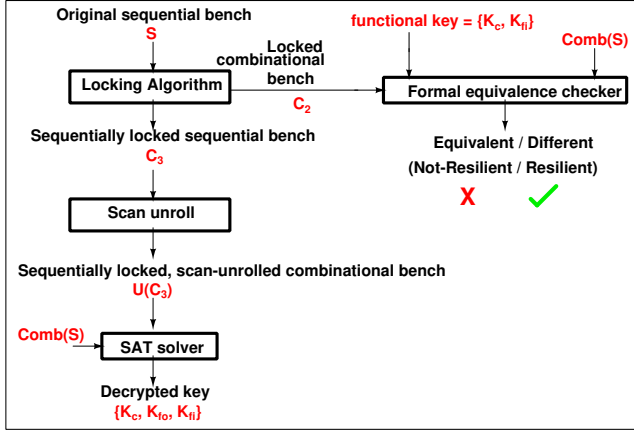 Original sequential bench
S
Locking Algorithm
Locked
combinational
bench
C2
functional key = {Kc, Kfi}
Comb(S)
Formal equivalence checker
Equivalent / Different
(Not-Resilient / Resilient)
X ✓
Sequentially locked sequential bench
C3
Scan unroll
Sequentially locked, scan-unrolled combinational bench
U(C3)
Comb(S)
SAT solver
Decrypted key
{Kc, Kfo, Kfi}